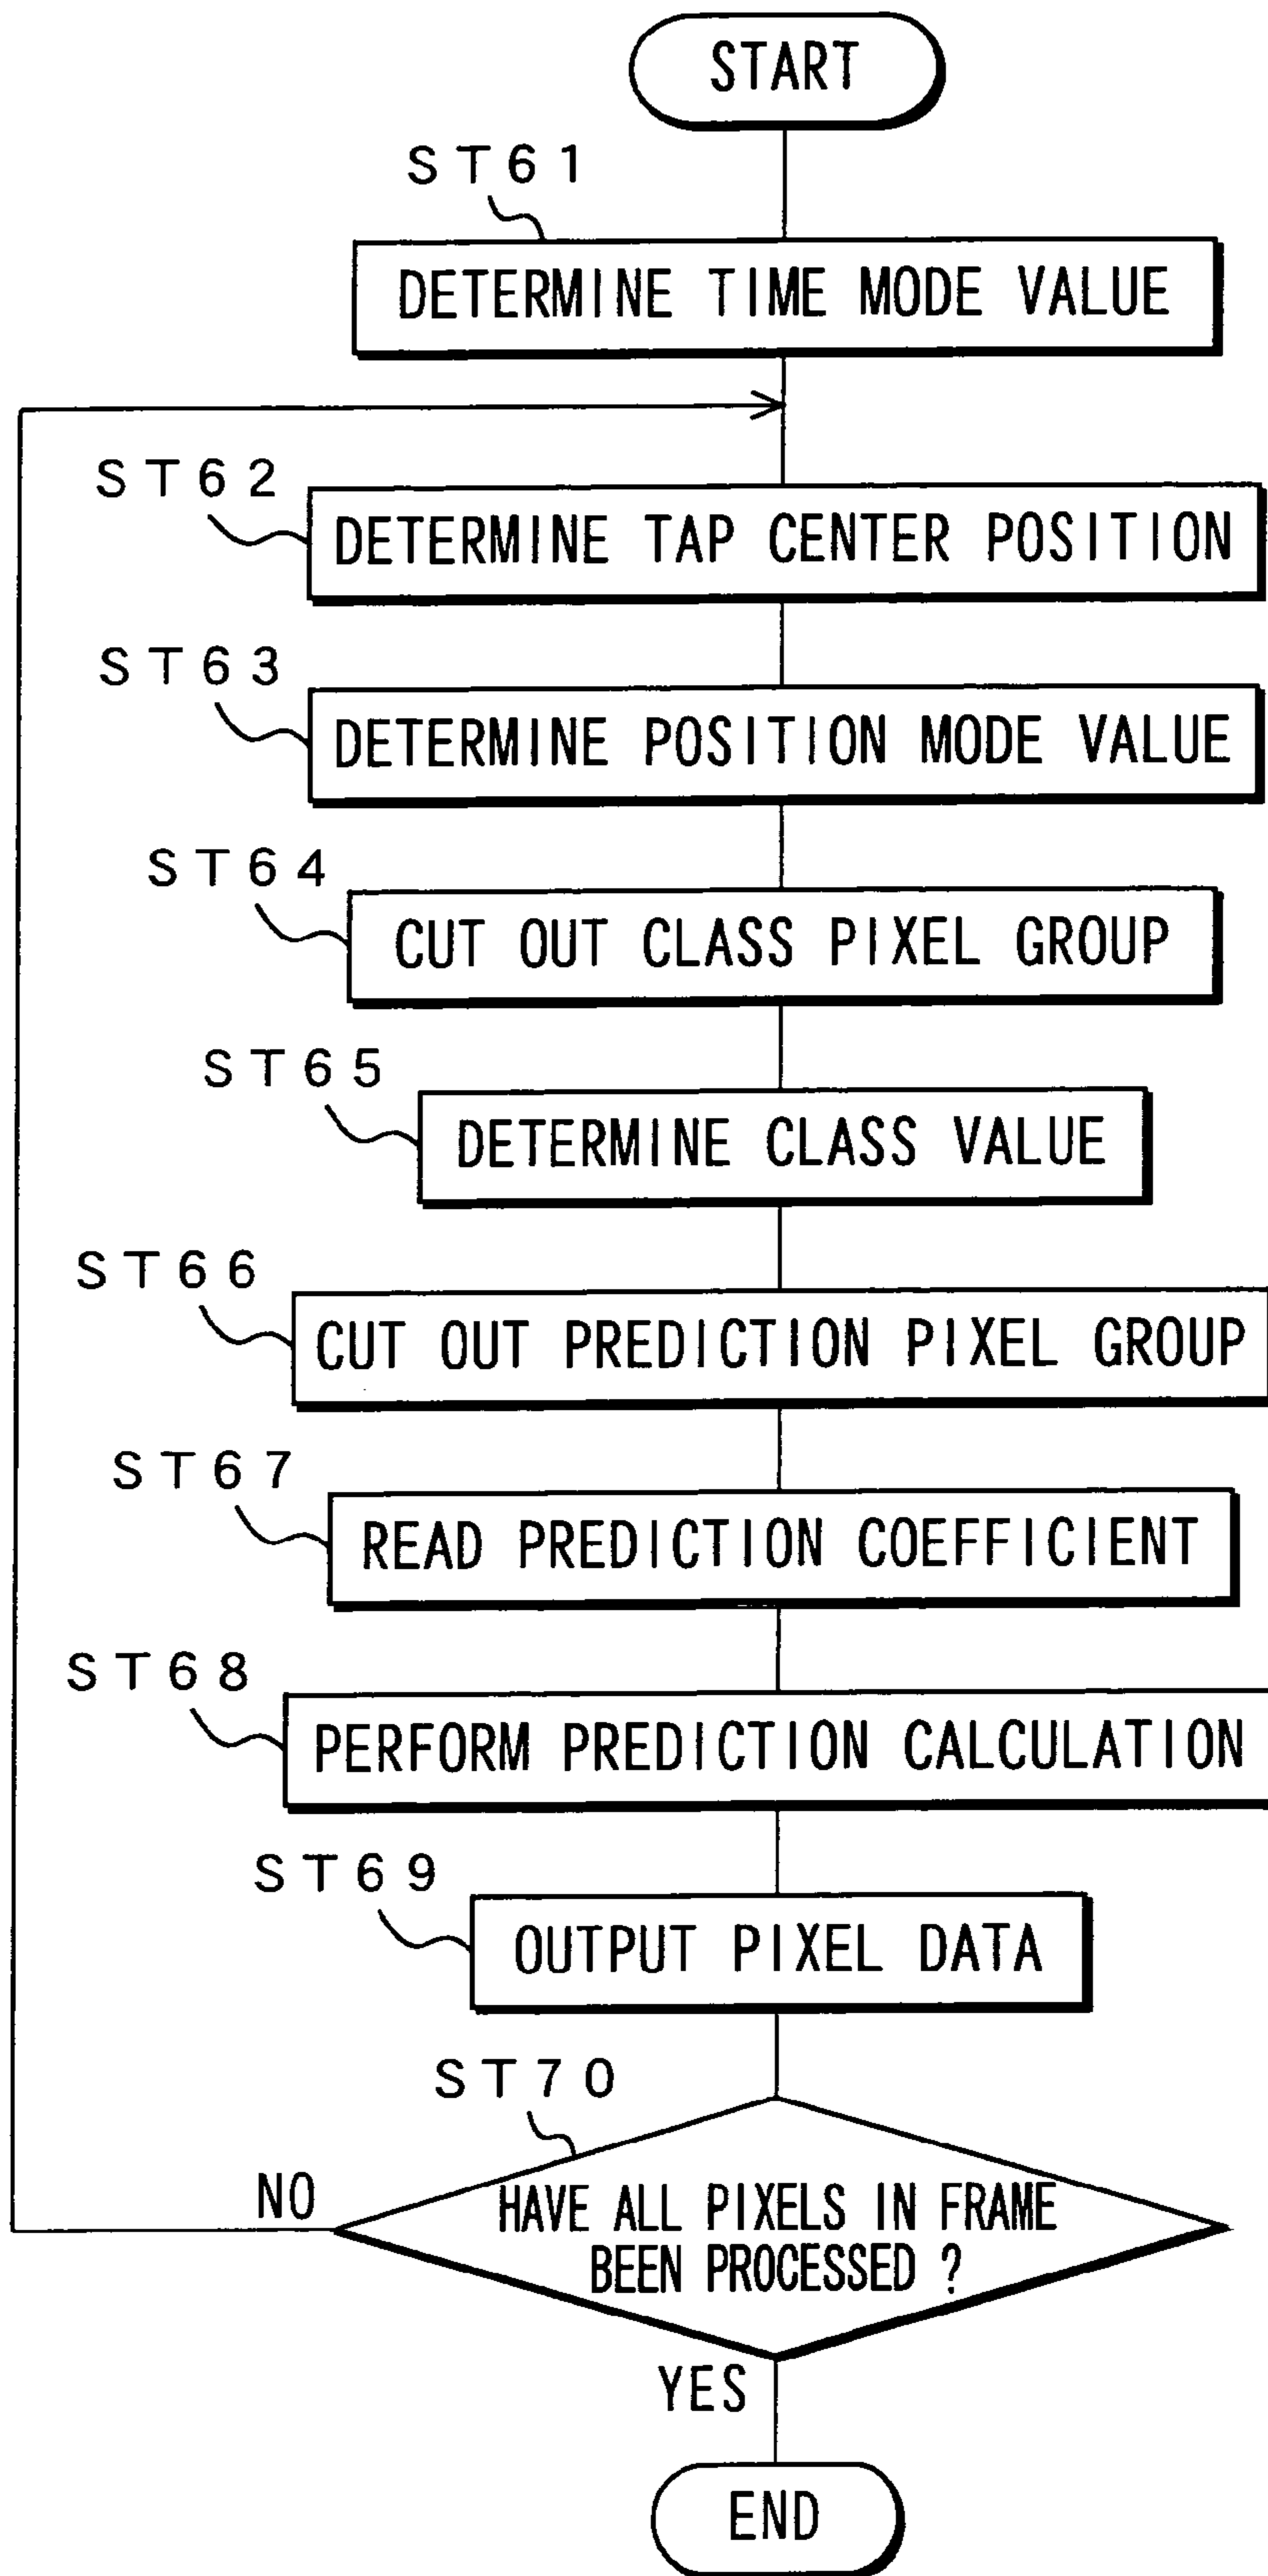 START
ST61
DETERMINE TIME MODE VALUE
ST62
DETERMINE TAP CENTER POSITION
ST63
DETERMINE POSITION MODE VALUE
ST64
CUT OUT CLASS PIXEL GROUP
ST65
DETERMINE CLASS VALUE
ST66
CUT OUT PREDICTION PIXEL GROUP
ST67
READ PREDICTION COEFFICIENT
ST68
PERFORM PREDICTION CALCULATION
ST69
OUTPUT PIXEL DATA
ST70
NO
HAVE ALL PIXELS IN FRAME
BEEN PROCESSED ?
YES
END